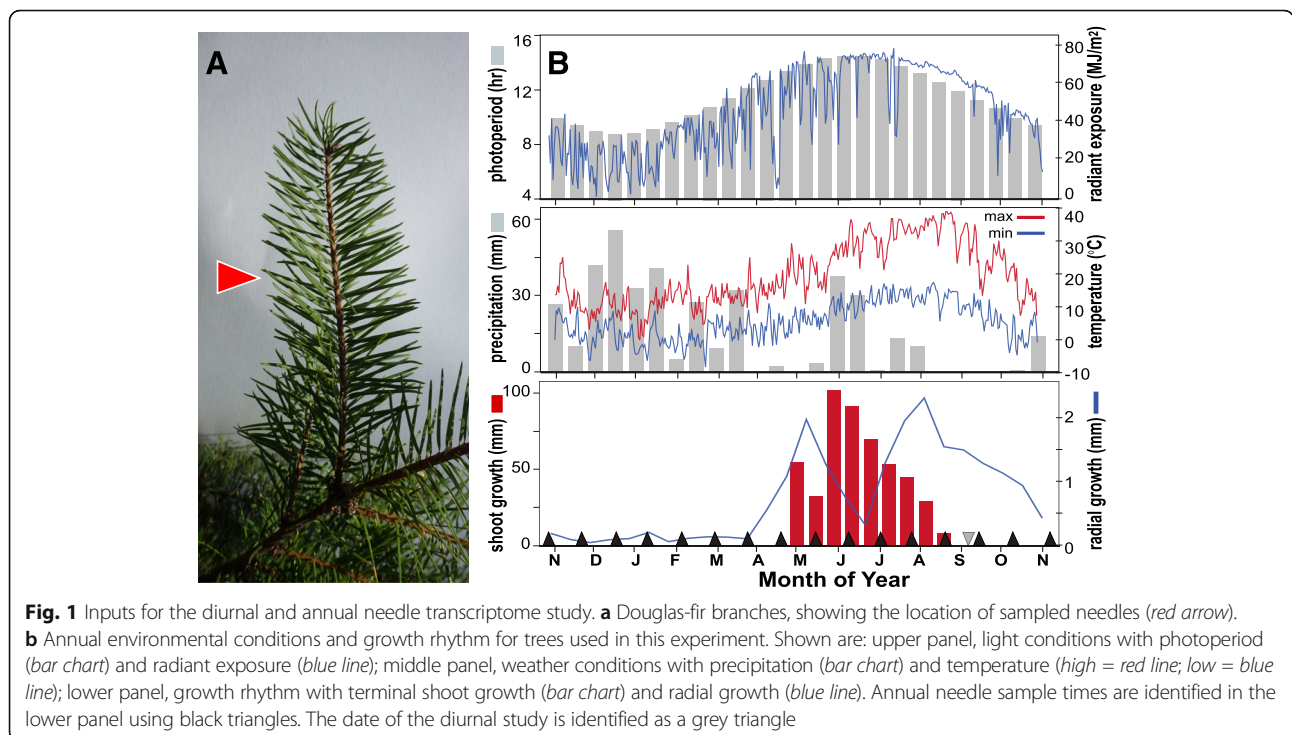 A
B
photoperiod (hr)
16
12
8
4
80
60
40
20
0
radiant exposure (MJ/m²)
precipitation (mm)
60
30
0
max
min
40
30
20
10
0
-10
temperature (°C)
shoot growth (mm)
100
50
0
2
1
0
radial growth (mm)
N D J F M A M J J A S O N
Month of Year
Fig. 1 Inputs for the diurnal and annual needle transcriptome study. a Douglas-fir branches, showing the location of sampled needles (red arrow).
b Annual environmental conditions and growth rhythm for trees used in this experiment. Shown are: upper panel, light conditions with photoperiod
(bar chart) and radiant exposure (blue line); middle panel, weather conditions with precipitation (bar chart) and temperature (high = red line; low = blue
line); lower panel, growth rhythm with terminal shoot growth (bar chart) and radial growth (blue line). Annual needle sample times are identified in the
lower panel using black triangles. The date of the diurnal study is identified as a grey triangle